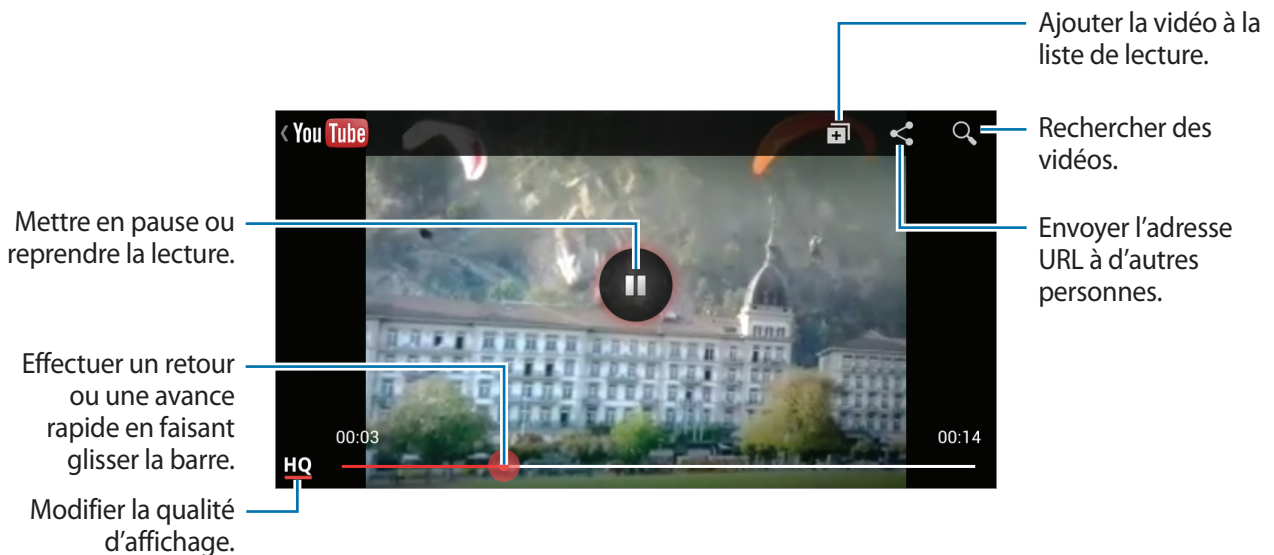 Ajouter la vidéo à la
liste de lecture.
You Tube
Rechercher des
vidéos.
Mettre en pause ou
reprendre la lecture.
Envoyer l’adresse
URL à d'autres
personnes.
Effectuer un retour
ou une avance
rapide en faisant
glisser la barre.
00:03
00:14
HQ
Modifier la qualité
d'affichage.